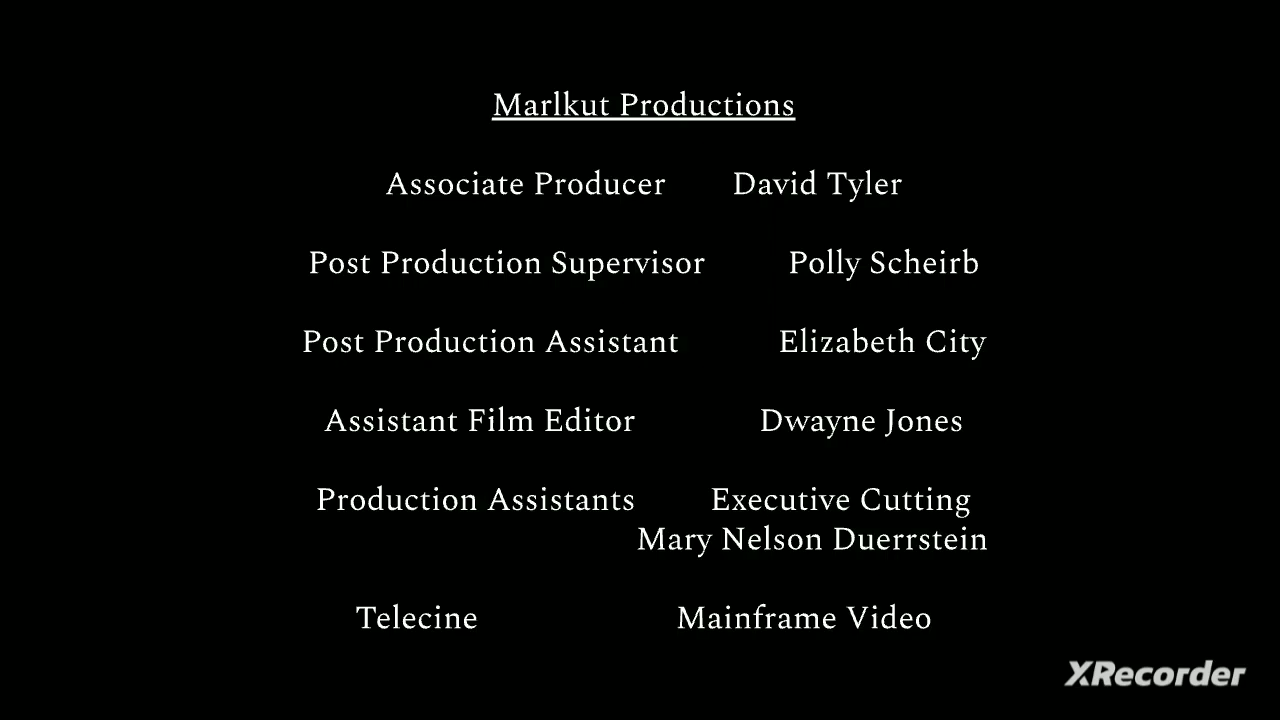 Marlkut Productions
Associate Producer David Tyler
Post Production Supervisor Polly Scheirb
Post Production Assistant Elizabeth City
Assistant Film Editor Dwayne Jones
Production Assistants Executive Cutting
Mary Nelson Duerrstein
Telecine Mainframe Video
XRecorder